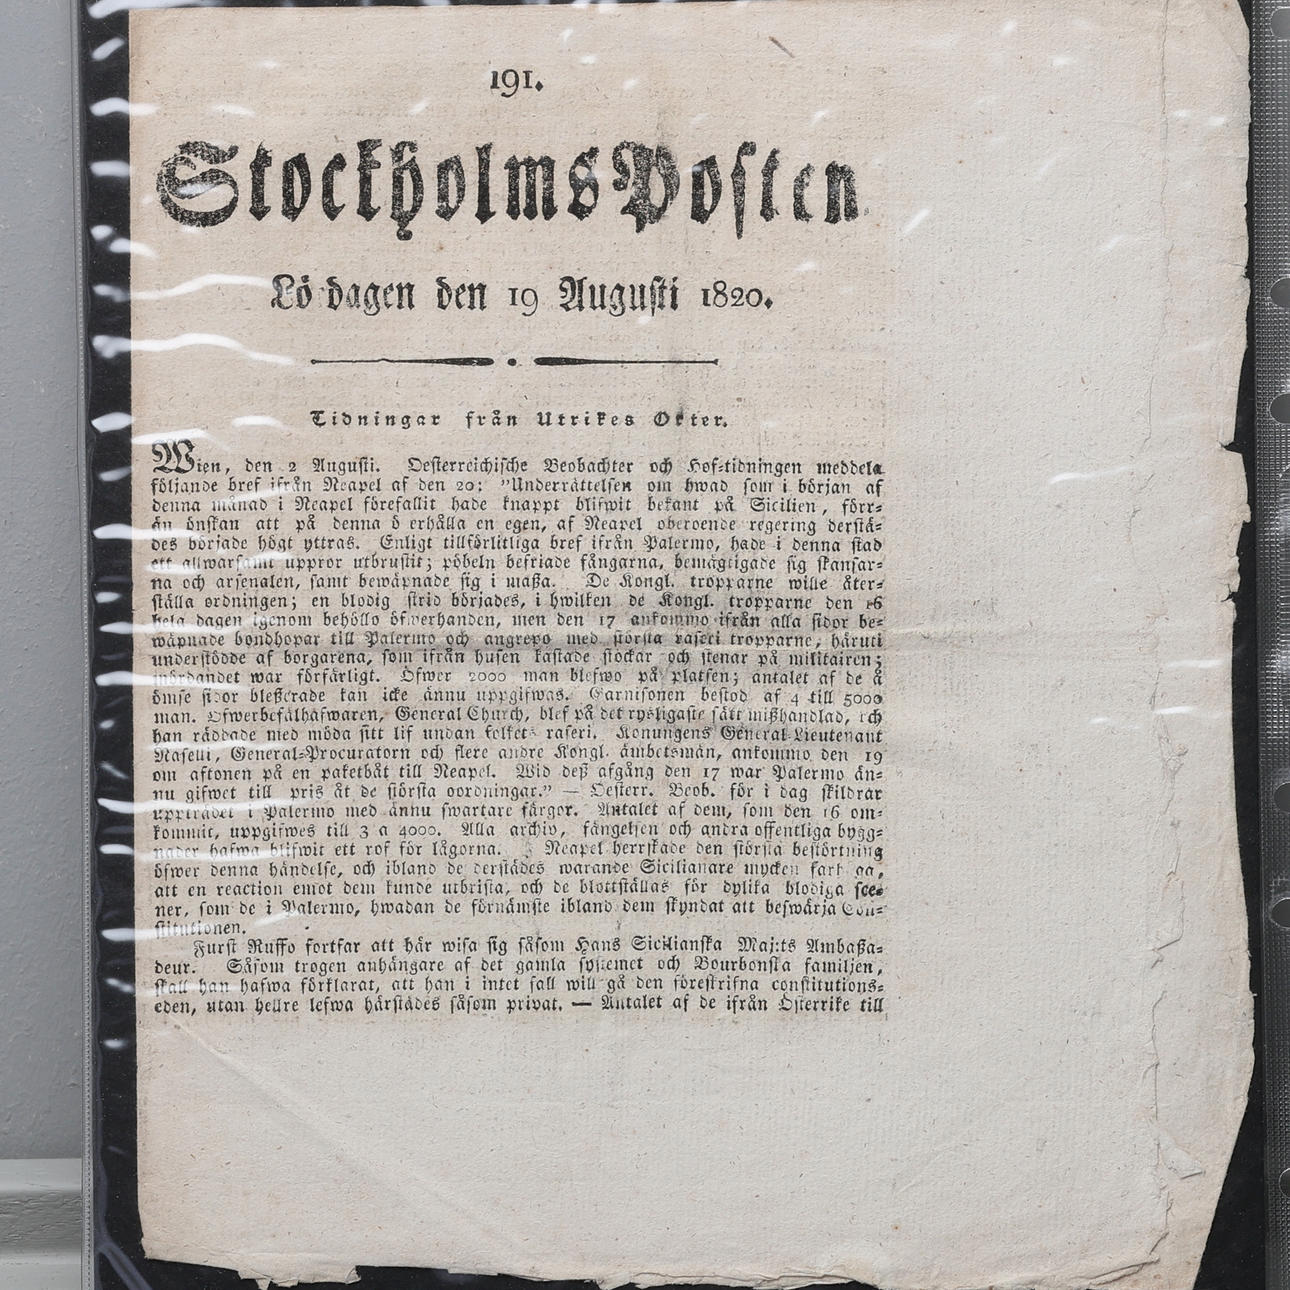 191.
StockholmsPosten
Lö dagen den 19 Augusti 1820.
Tidningar från Utrikes Orter.
Wien, den 2 Augusti. Oesterreichische Beobachter och Hof-tidningen meddela
följande bref ifrån Neapel af den 20: "Underrättelsen om hwad som i början af
denna månad i Neapel förefallit hade knappt blifwit bekant på Sicilien, förr-
än önskan att på denna ö erhålla en egen, af Neapel oberoende regering derstä-
des började högt yttras. Enligt tillförlitliga bref ifrån Palermo, hade i denna stad
ett allwarsamt uppror utbrustit; pöbeln befriade fångarna, bemägtigade sig skansar-
na och arsenalen, samt bewäpnade sig i massa. De Kongl. tropparne wille åter-
ställa ordningen; en blodig strid börjades, i hwilken de Kongl. tropparne den 16
hela dagen igenom behöllo öfwerhanden, men den 17 ankommo ifrån alla sidor be-
wäpnade bondhopar till Palermo och angrepo med största raseri tropparne, häruti
understödde af borgarena, som ifrån husen kastade stockar och stenar på militairen;
mördandet war förfärligt. Öfwer 2000 man blefwo på platsen; antalet af de å
ömse sidor blesserade kan icke ännu uppgifwas. Garnisonen bestod af 4 till 5000
man. Öfwerbefälhafwaren, General Church, blef på det rysligaste sätt misshandlad, och
han räddade med möda sitt lif undan folkets raseri. Konungens General-Lieutenant
Naselli, General-Procuratorn och flere andre Kongl. ämbetsmän, ankommo den 19
om aftonen på en paketbåt till Neapel. Wid dess afgång den 17 war Palermo än-
nu gifwet till pris åt de största oordningar." — Oesterr. Beob. för i dag skildrar
uppträdet i Palermo med ännu swartare färgor. Antalet af dem, som den 16 om-
kommit, uppgifwes till 3 a 4000. Alla archiv, fängelsen och andra offentliga bygg-
nader hafwa blifwit ett rof för lågorna. I Neapel herrskade den största bestörtning
öfwer denna händelse, och ibland de derstädes warande Sicilianare mycken farhåga,
att en reaction emot dem kunde utbrista, och de blottställas för dylika blodiga sce-
ner, som de i Palermo, hwadan de förnämste ibland dem skyndat att beswärja Con-
stitutionen.
Furst Ruffo fortfar att här wisa sig såsom Hans Sicilianska Maj:ts Ambassa-
deur. Såsom trogen anhängare af det gamla systemet och Bourbonska familjen,
skall han hafwa förklarat, att han i intet fall will gå den föreskrifna constitutions-
eden, utan hellre lefwa härstädes såsom privat. — Antalet af de ifrån Österrike till